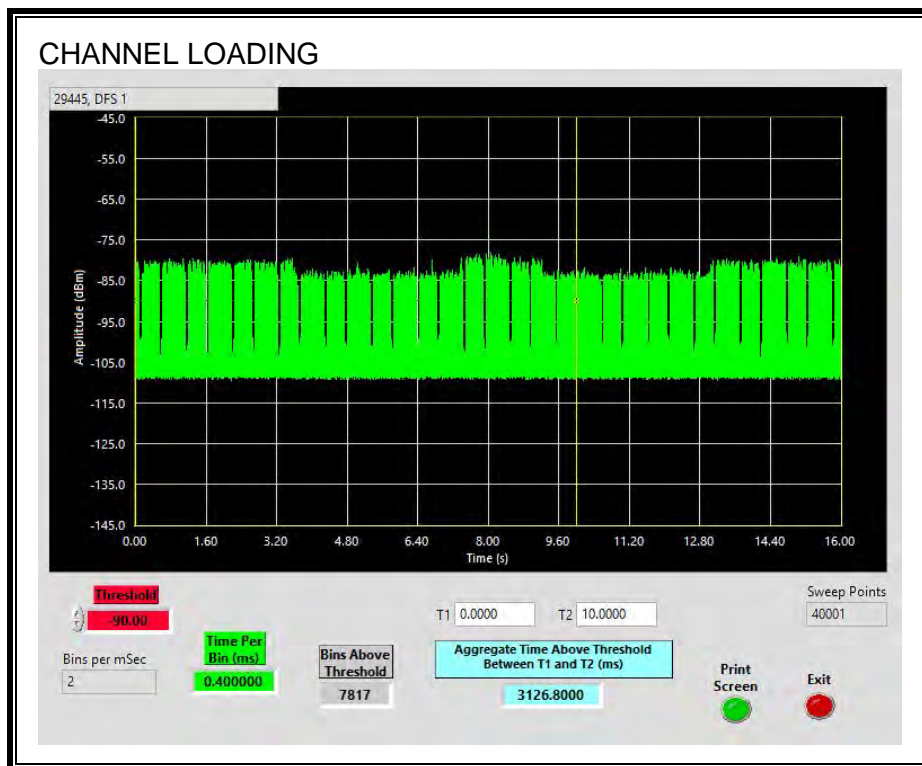 CHANNEL LOADING
29445, DFS 1
-45.0
-55.0
-65.0
-75.0
-85.0
-95.0
-105.0
-115.0
-125.0
-135.0
-145.0
Amplitude (dBm)
0.00 1.60 3.20 4.80 6.40 8.00 9.60 11.20 12.80 14.40 16.00
Time (s)
Threshold
-90.00
Bins per mSec
2
Time Per
Bin (ms)
0.400000
Bins Above
Threshold
7817
T1 0.0000 T2 10.0000
Aggregate Time Above Threshold
Between T1 and T2 (ms)
3126.8000
Sweep Points
40001
Print
Screen
Exit